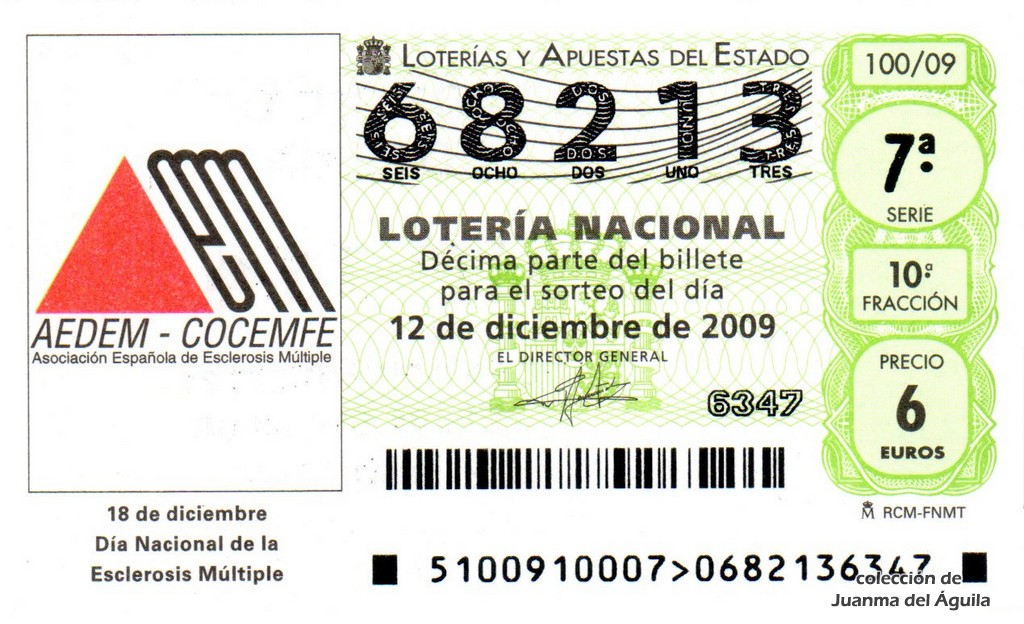 LOTERÍAS Y APUESTAS DEL ESTADO
68213
SEIS OCHO DOS UNO TRES
LOTERÍA NACIONAL
Décima parte del billete
para el sorteo del día
12 de diciembre de 2009
EL DIRECTOR GENERAL
6347
100/09
7ª
SERIE
10ª
FRACCIÓN
PRECIO
6
EUROS
M RCM-FNMT
AEDEM - COCEMFE
Asociación Española de Esclerosis Múltiple
18 de diciembre
Día Nacional de la
Esclerosis Múltiple
5100910007>0682136347
colección de
Juanma del Águila